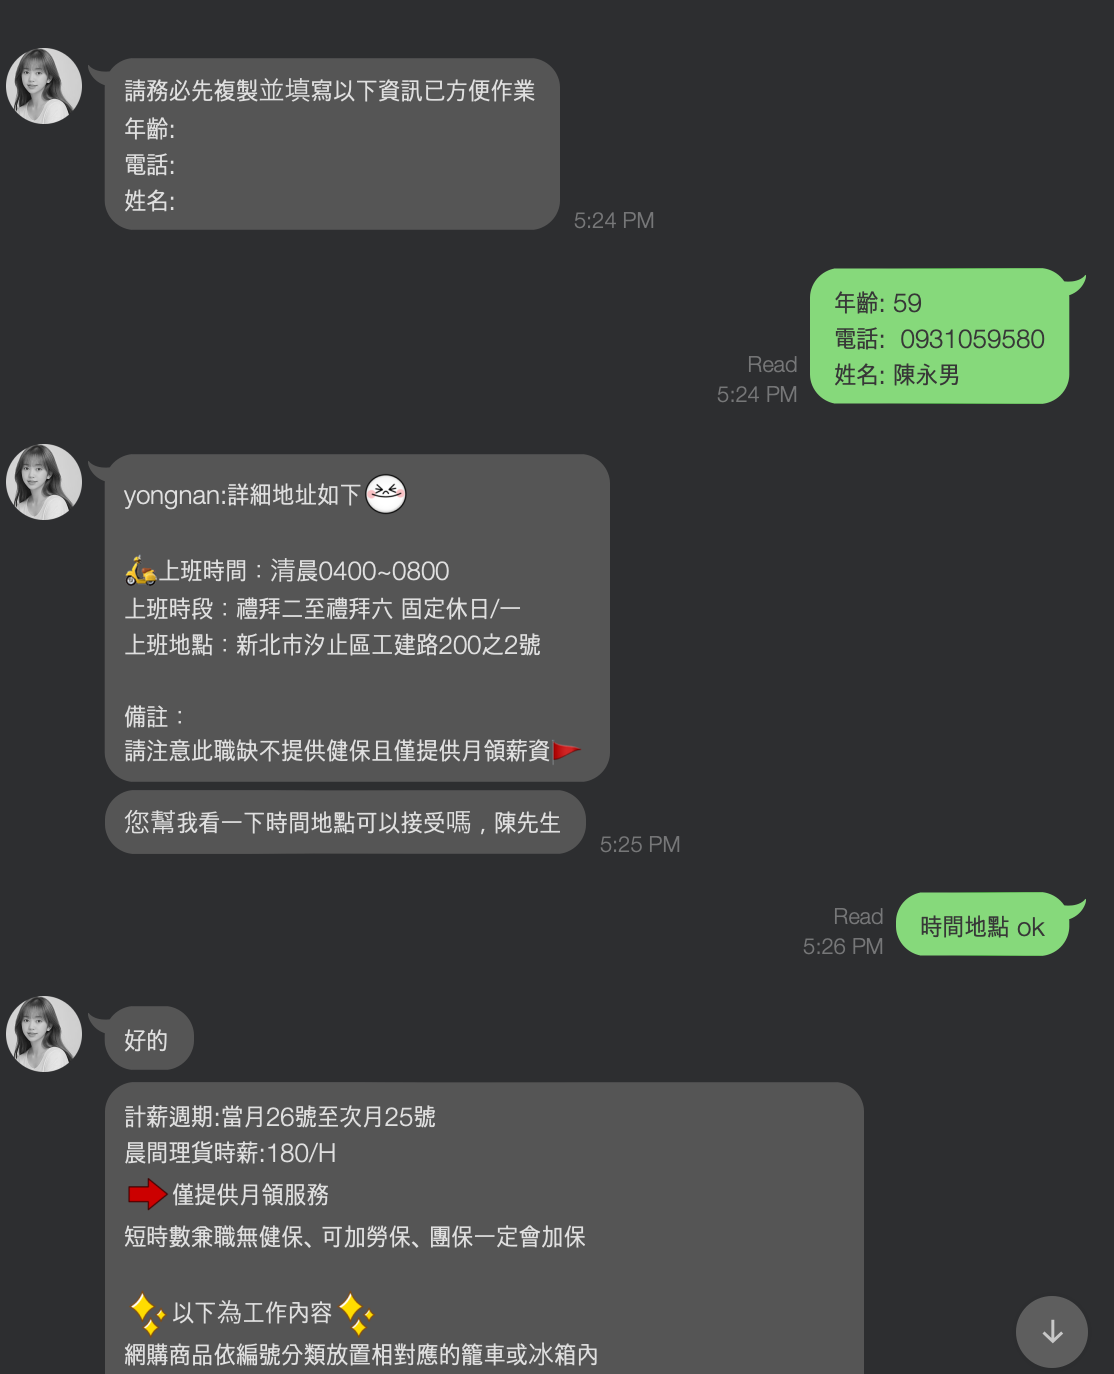 請務必先複製並填寫以下資訊已方便作業
年齡:
電話:
姓名:
5:24 PM
年齡: 59
電話: 0931059580
姓名: 陳永男
Read
5:24 PM
yongnan:詳細地址如下
上班時間：清晨0400~0800
上班時段：禮拜二至禮拜六 固定休日/一
上班地點：新北市汐止區工建路200之2號
備註：
請注意此職缺不提供健保且僅提供月領薪資
您幫我看一下時間地點可以接受嗎，陳先生
5:25 PM
Read
5:26 PM
時間地點 ok
好的
計薪週期:當月26號至次月25號
晨間理貨時薪:180/H
僅提供月領服務
短時數兼職無健保、可加勞保、團保一定會加保
以下為工作內容
網購商品依編號分類放置相對應的籠車或冰箱內